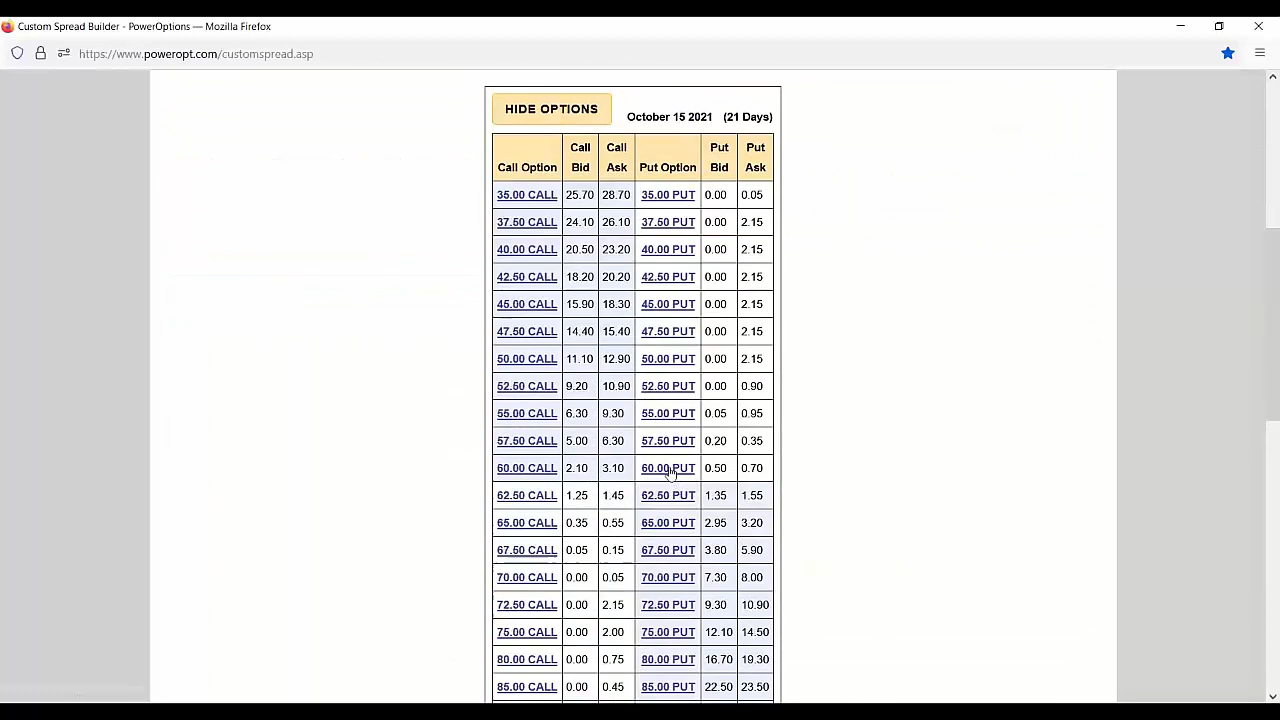 Custom Spread Builder - PowerOptions — Mozilla Firefox
https://www.poweropt.com/customspread.asp
HIDE OPTIONS October 15 2021 (21 Days)
Call Option Call Bid Call Ask Put Option Put Bid Put Ask
35.00 CALL 25.70 28.70 35.00 PUT 0.00 0.05
37.50 CALL 24.10 26.10 37.50 PUT 0.00 2.15
40.00 CALL 20.50 23.20 40.00 PUT 0.00 2.15
42.50 CALL 18.20 20.20 42.50 PUT 0.00 2.15
45.00 CALL 15.90 18.30 45.00 PUT 0.00 2.15
47.50 CALL 14.40 15.40 47.50 PUT 0.00 2.15
50.00 CALL 11.10 12.90 50.00 PUT 0.00 2.15
52.50 CALL 9.20 10.90 52.50 PUT 0.00 0.90
55.00 CALL 6.30 9.30 55.00 PUT 0.05 0.95
57.50 CALL 5.00 6.30 57.50 PUT 0.20 0.35
60.00 CALL 2.10 3.10 60.00 PUT 0.50 0.70
62.50 CALL 1.25 1.45 62.50 PUT 1.35 1.55
65.00 CALL 0.35 0.55 65.00 PUT 2.95 3.20
67.50 CALL 0.05 0.15 67.50 PUT 3.80 5.90
70.00 CALL 0.00 0.05 70.00 PUT 7.30 8.00
72.50 CALL 0.00 2.15 72.50 PUT 9.30 10.90
75.00 CALL 0.00 2.00 75.00 PUT 12.10 14.50
80.00 CALL 0.00 0.75 80.00 PUT 16.70 19.30
85.00 CALL 0.00 0.45 85.00 PUT 22.50 23.50